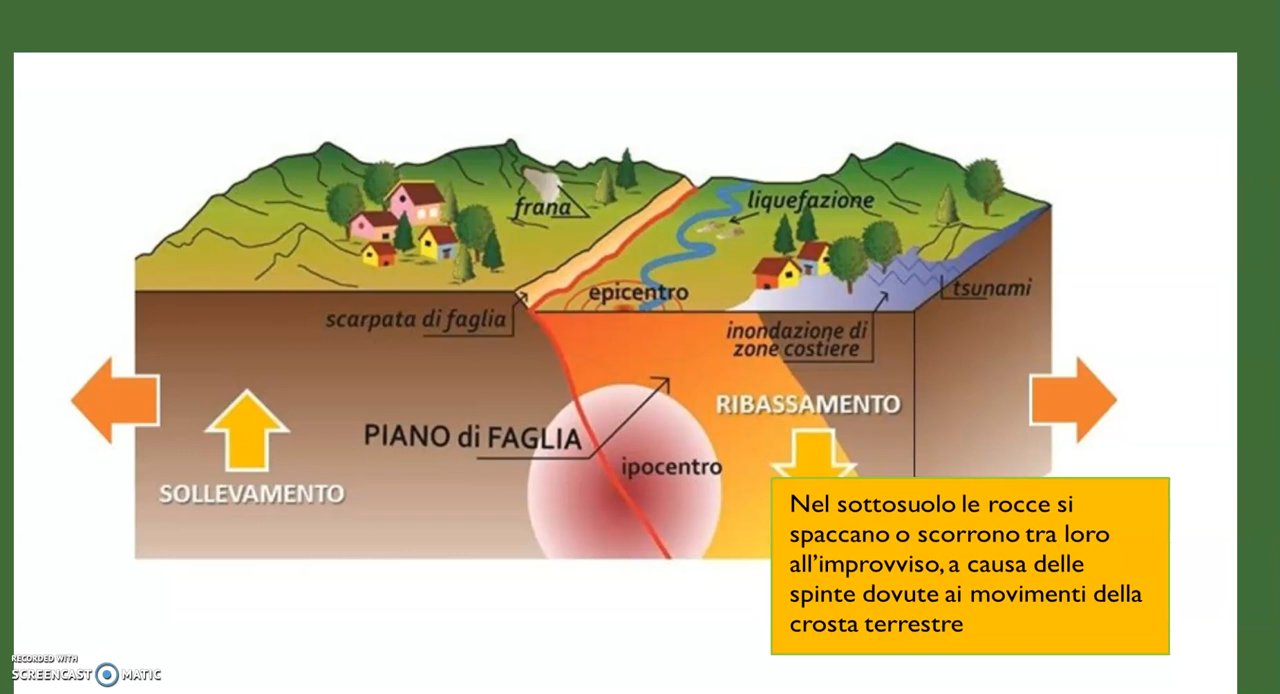 frana
liquefazione
epicentro
tsunami
scarpata di faglia
inondazione di
zone costiere
RIBASSAMENTO
PIANO di FAGLIA
ipocentro
SOLLEVAMENTO
Nel sottosuolo le rocce si
spaccano o scorrono tra loro
all’improvviso, a causa delle
spinte dovute ai movimenti della
crosta terrestre
RECORDED WITH
SCREENCAST MATIC